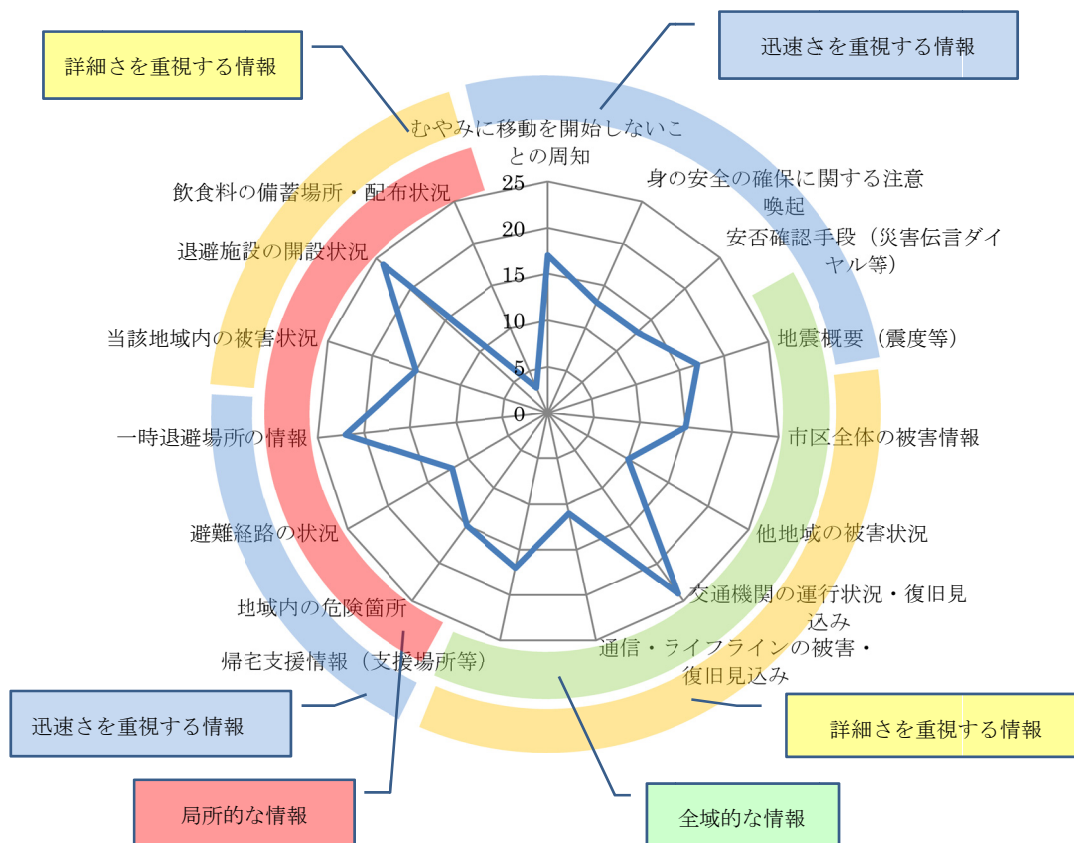 詳細さを重視する情報
迅速さを重視する情報
むやみに移動を開始しないこ
との周知
身の安全の確保に関する注意
喚起
安否確認手段（災害伝言ダイ
ヤル等）
地震概要（震度等）
市区全体の被害情報
他地域の被害状況
交通機関の運行状況・復旧見
込み
通信・ライフラインの被害・
復旧見込み
帰宅支援情報（支援場所等）
地域内の危険箇所
避難経路の状況
一時退避場所の情報
当該地域内の被害状況
退避施設の開設状況
飲食料の備蓄場所・配布状況
25
20
15
10
5
0
迅速さを重視する情報
詳細さを重視する情報
局所的な情報
全域的な情報